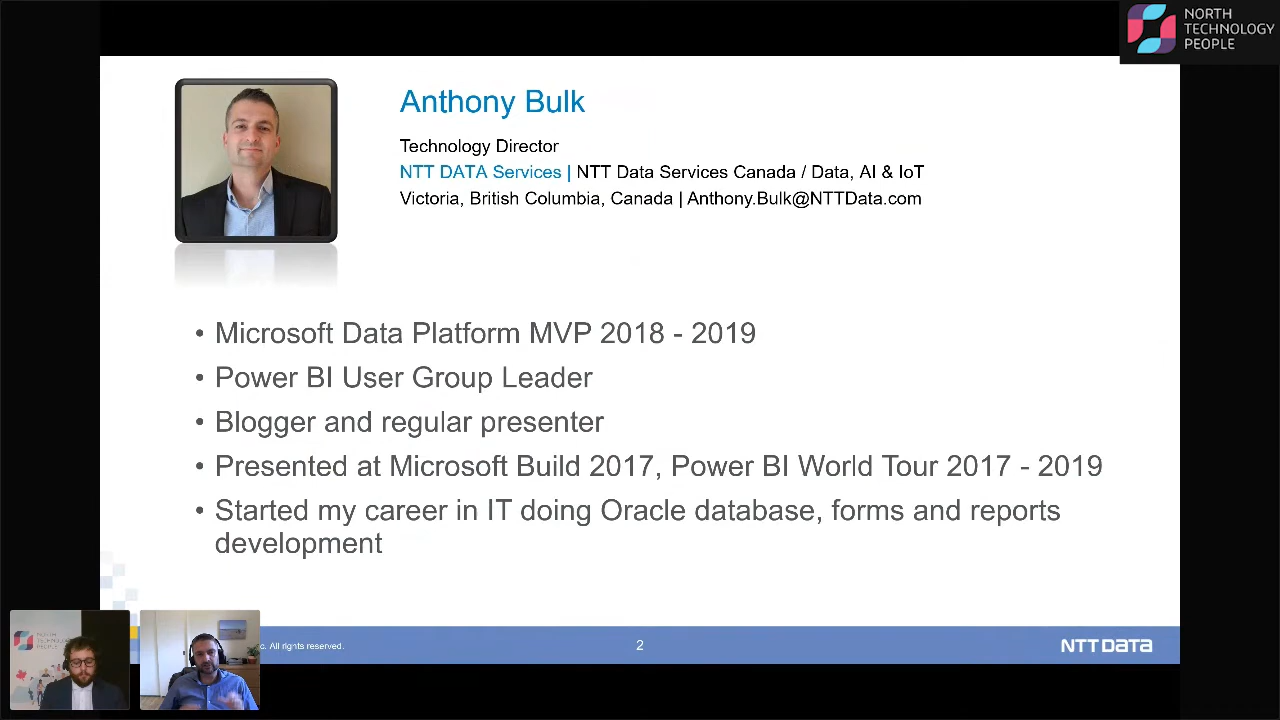 NORTH
TECHNOLOGY
PEOPLE
Anthony Bulk
Technology Director
NTT DATA Services | NTT Data Services Canada / Data, AI & IoT
Victoria, British Columbia, Canada | Anthony.Bulk@NTTData.com
• Microsoft Data Platform MVP 2018 - 2019
• Power BI User Group Leader
• Blogger and regular presenter
• Presented at Microsoft Build 2017, Power BI World Tour 2017 - 2019
• Started my career in IT doing Oracle database, forms and reports
development
NORTH
TECHNOLOGY
PEOPLE
c. All rights reserved.
2
NTT DATA